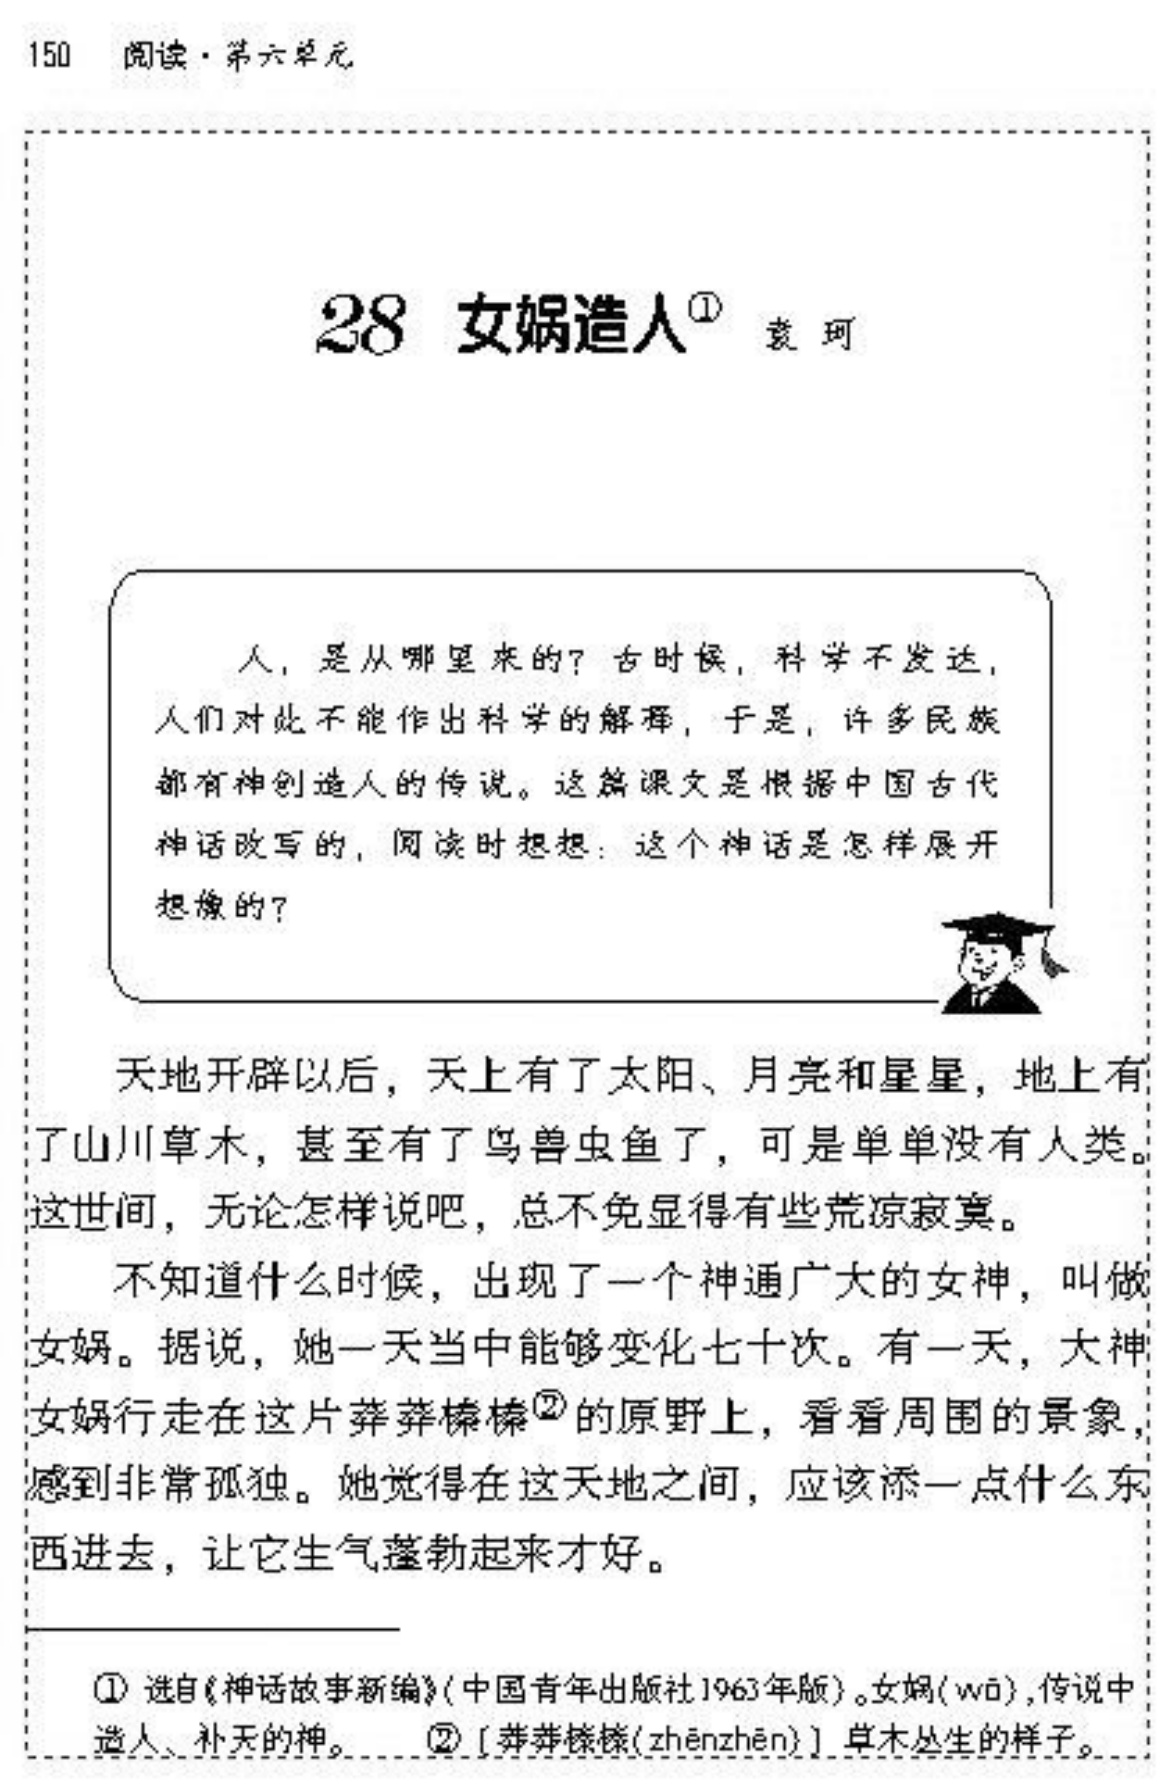 150 阅读·第六单元
28 女娲造人① 袁珂
人，是从哪里来的？古时候，科学不发达，
人们对此不能作出科学的解释，于是，许多民族
都有神创造人的传说。这篇课文是根据中国古代
神话改写的，阅读时想想：这个神话是怎样展开
想像的？
天地开辟以后，天上有了太阳、月亮和星星，地上有
了山川草木，甚至有了鸟兽虫鱼了，可是单单没有人类。
这世间，无论怎样说吧，总不免显得有些荒凉寂寞。
不知道什么时候，出现了一个神通广大的女神，叫做
女娲。据说，她一天当中能够变化七十次。有一天，大神
女娲行走在这片莽莽榛榛②的原野上，看看周围的景象，
感到非常孤独。她觉得在这天地之间，应该添一点什么东
西进去，让它生气蓬勃起来才好。
① 选自《神话故事新编》(中国青年出版社1963年版)。女娲(wā),传说中
造人、补天的神。 ② [莽莽榛榛(zhēnzhēn)] 草木丛生的样子。